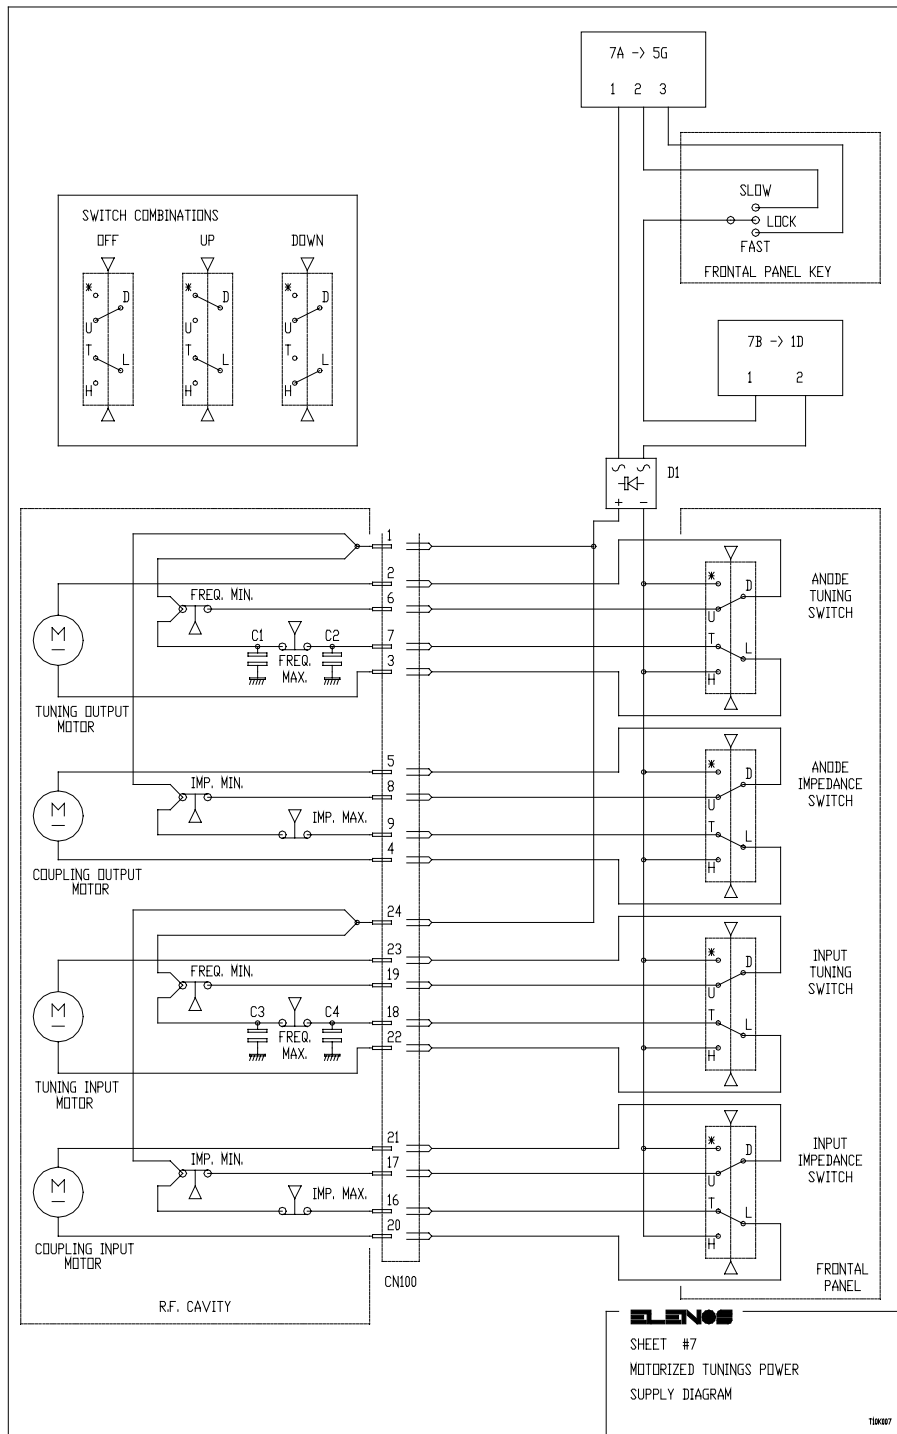 7A -> 5G
1 2 3
SLOW
LOCK
FAST
FRONTAL PANEL KEY
SWITCH COMBINATIONS
OFF UP DOWN
* D * D * D
U U U
T L T L T L
H H H
7B -> 1D
1 2
D1
+ -
1
2
FREQ. MIN.
6
C1 C2
7
FREQ.
MAX.
3
M
TUNING OUTPUT
MOTOR
* D
U
T L
H
ANODE
TUNING
SWITCH
5
IMP. MIN.
8
IMP. MAX.
9
4
M
COUPLING OUTPUT
MOTOR
* D
U
T L
H
ANODE
IMPEDANCE
SWITCH
24
23
FREQ. MIN.
19
C3 C4
18
FREQ.
MAX.
22
M
TUNING INPUT
MOTOR
* D
U
T L
H
INPUT
TUNING
SWITCH
21
IMP. MIN.
17
IMP. MAX.
16
20
M
COUPLING INPUT
MOTOR
* D
U
T L
H
INPUT
IMPEDANCE
SWITCH
CN100
R.F. CAVITY
FRONTAL
PANEL
ELENOS
SHEET #7
MOTORIZED TUNINGS POWER
SUPPLY DIAGRAM
T10K007